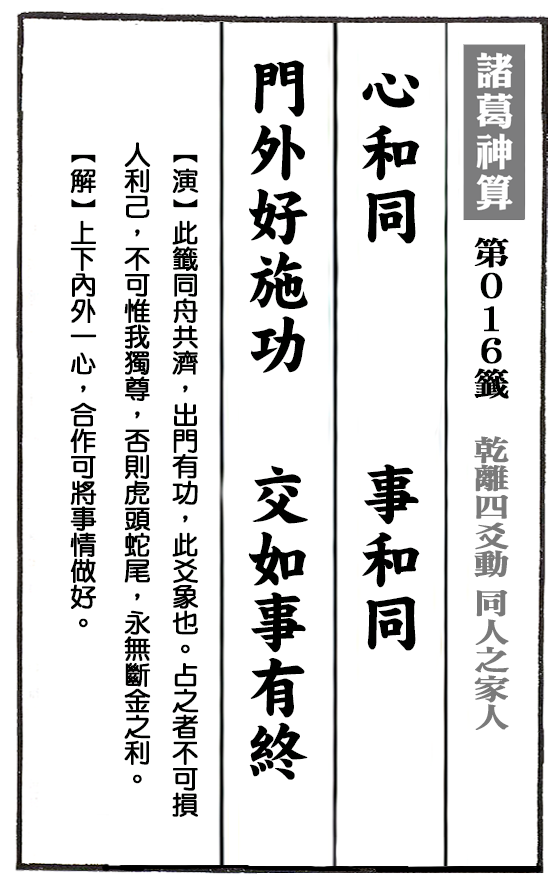 諸葛神算 第016籤 乾離四爻動 同人之家人
心和同 事和同
門外好施功 交如事有終
【演】此籤同舟共濟，出門有功，此爻象也。占之者不可損
人利己，不可惟我獨尊，否則虎頭蛇尾，永無斷金之利。
【解】上下內外一心，合作可將事情做好。